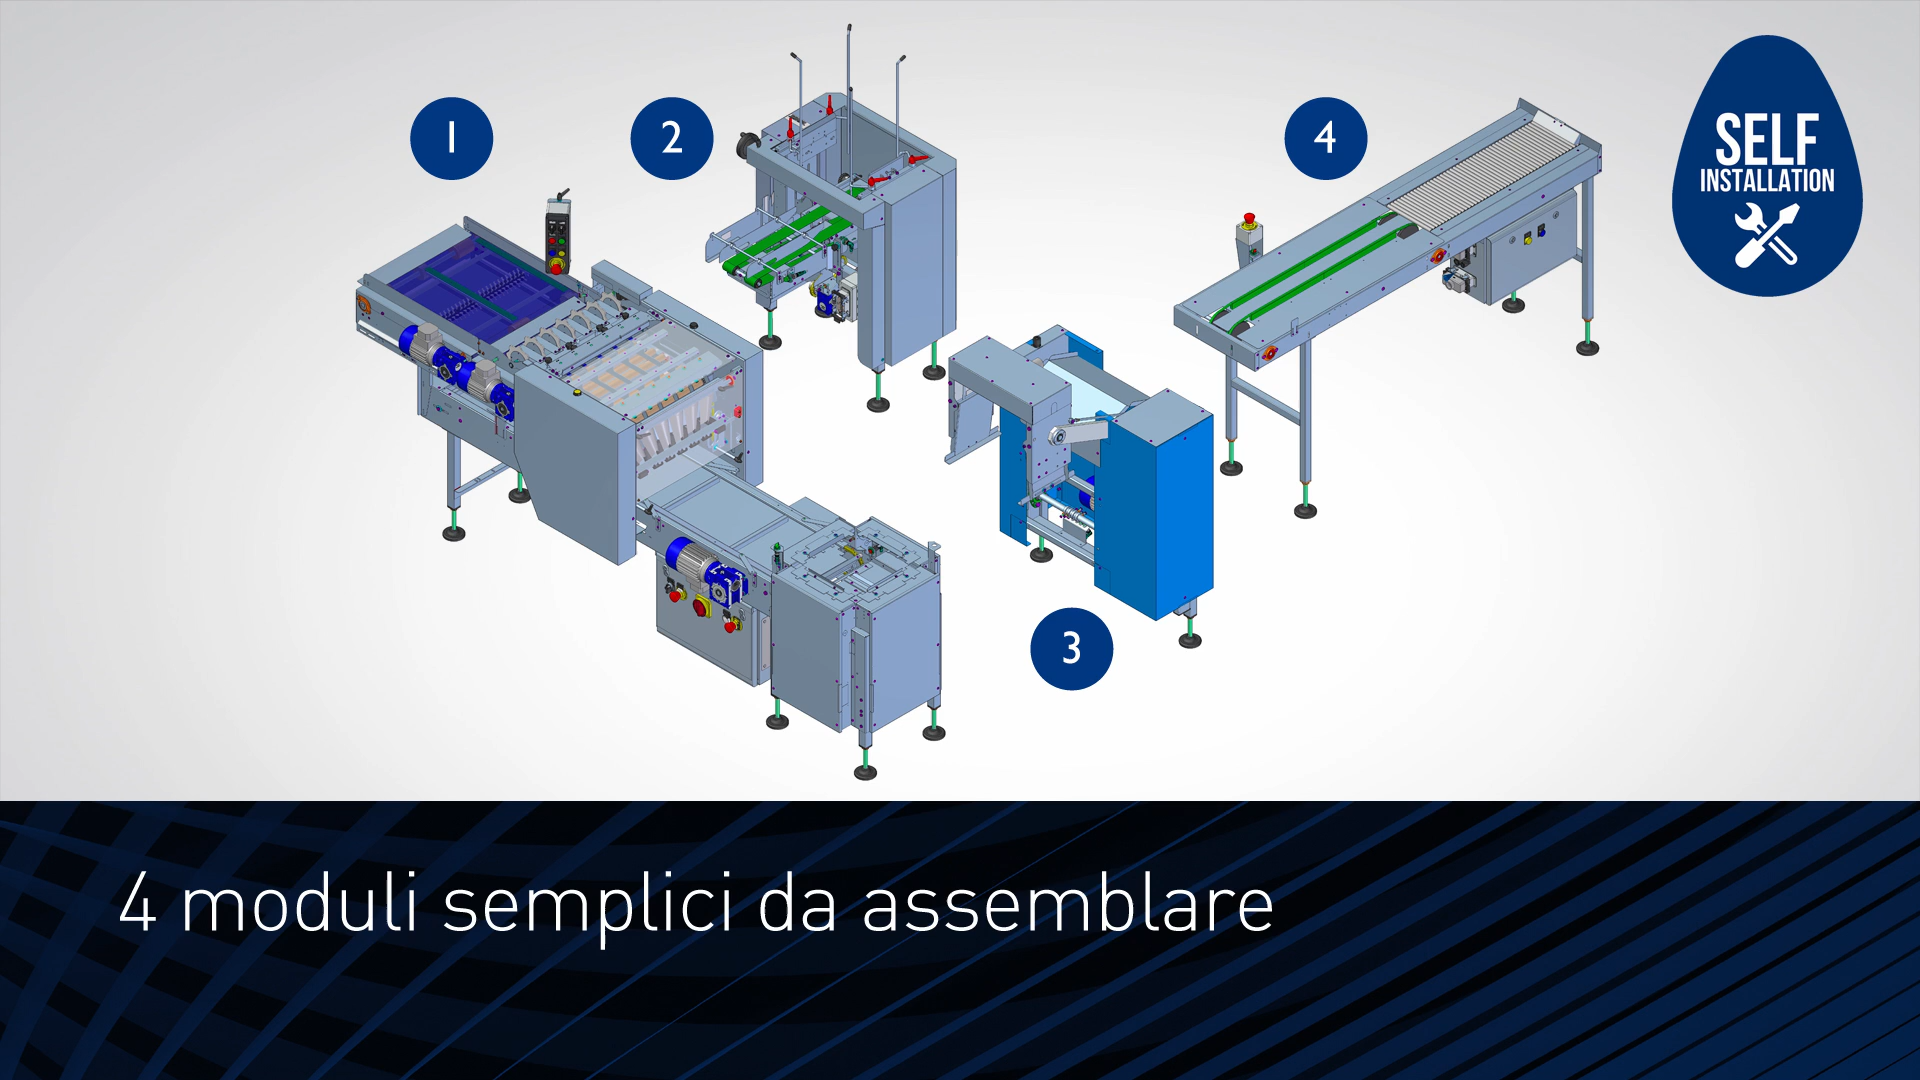 1
2
4
SELF
INSTALLATION
3
4 moduli semplici da assemblare